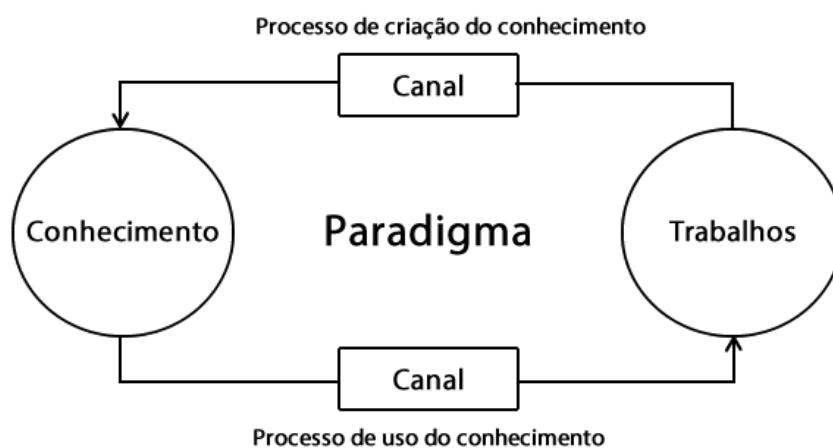 Processo de criação do conhecimento
Canal
Conhecimento
Paradigma
Trabalhos
Canal
Processo de uso do conhecimento